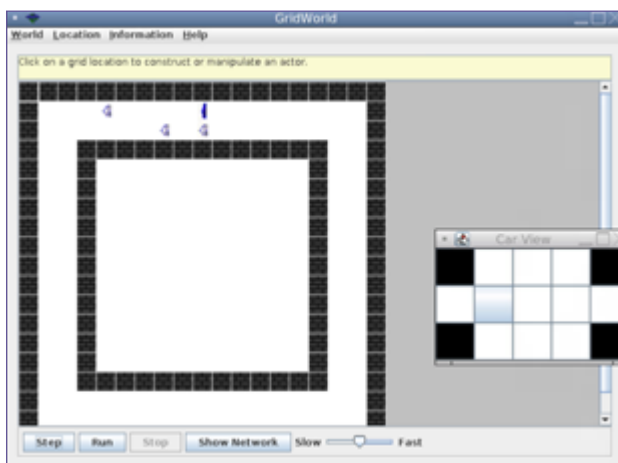 GridWorld
World Location Information Help
Click on a grid location to construct or manipulate an actor.
Car View
Step Run Stop Show Network Slow Fast